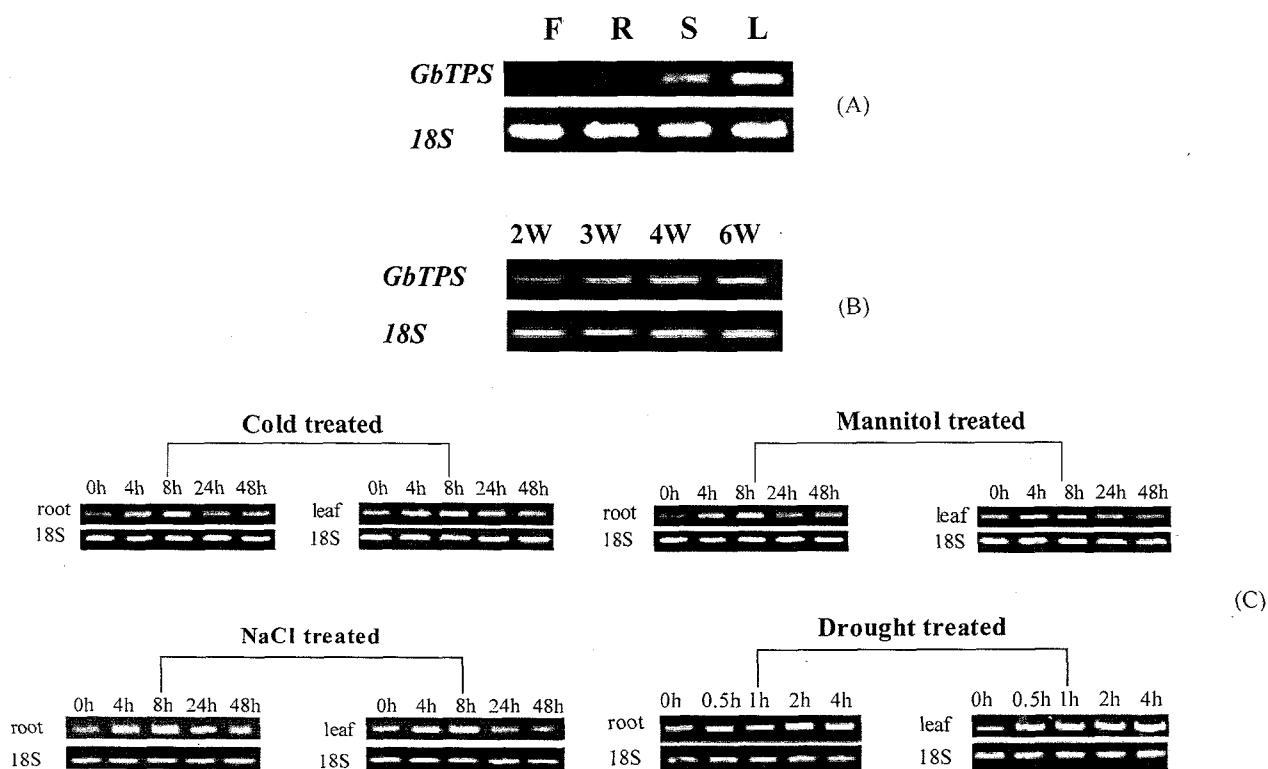 F R S L
GbTPS
(A)
18S
2W 3W 4W 6W
GbTPS
(B)
18S
Cold treated
Mannitol treated
0h 4h 8h 24h 48h
0h 4h 8h 24h 48h
0h 4h 8h 24h 48h
0h 4h 8h 24h 48h
root
leaf
root
leaf
18S
18S
18S
18S
(C)
NaCl treated
Drought treated
0h 4h 8h 24h 48h
0h 4h 8h 24h 48h
0h 0.5h 1h 2h 4h
0h 0.5h 1h 2h 4h
root
leaf
root
leaf
18S
18S
18S
18S